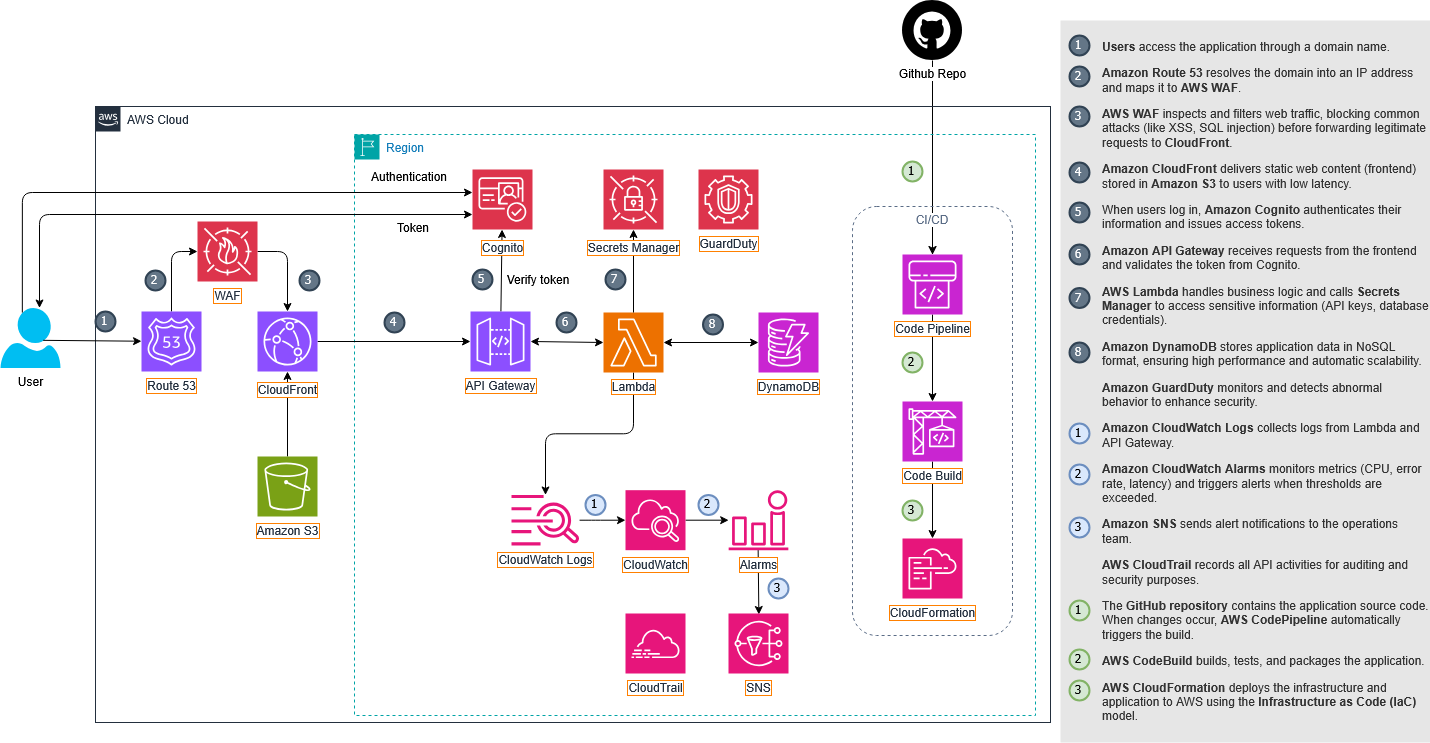 Github Repo
aws
AWS Cloud
Region
1
Authentication
Token
CI/CD
Cognito
Secrets Manager
GuardDuty
2
WAF
3
5
Verify token
7
Code Pipeline
1
User
53
Route 53
CloudFront
4
API Gateway
6
Lambda
8
DynamoDB
2
Code Build
Amazon S3
CloudWatch Logs
1
CloudWatch
2
Alarms
3
3
CloudFormation
CloudTrail
SNS
1 Users access the application through a domain name.
2 Amazon Route 53 resolves the domain into an IP address
and maps it to AWS WAF.
3 AWS WAF inspects and filters web traffic, blocking common
attacks (like XSS, SQL injection) before forwarding legitimate
requests to CloudFront.
4 Amazon CloudFront delivers static web content (frontend)
stored in Amazon S3 to users with low latency.
5 When users log in, Amazon Cognito authenticates their
information and issues access tokens.
6 Amazon API Gateway receives requests from the frontend
and validates the token from Cognito.
7 AWS Lambda handles business logic and calls Secrets
Manager to access sensitive information (API keys, database
credentials).
8 Amazon DynamoDB stores application data in NoSQL
format, ensuring high performance and automatic scalability.
Amazon GuardDuty monitors and detects abnormal
behavior to enhance security.
1 Amazon CloudWatch Logs collects logs from Lambda and
API Gateway.
2 Amazon CloudWatch Alarms monitors metrics (CPU, error
rate, latency) and triggers alerts when thresholds are
exceeded.
3 Amazon SNS sends alert notifications to the operations
team.
AWS CloudTrail records all API activities for auditing and
security purposes.
1 The GitHub repository contains the application source code.
When changes occur, AWS CodePipeline automatically
triggers the build.
2 AWS CodeBuild builds, tests, and packages the application.
3 AWS CloudFormation deploys the infrastructure and
application to AWS using the Infrastructure as Code (IaC)
model.